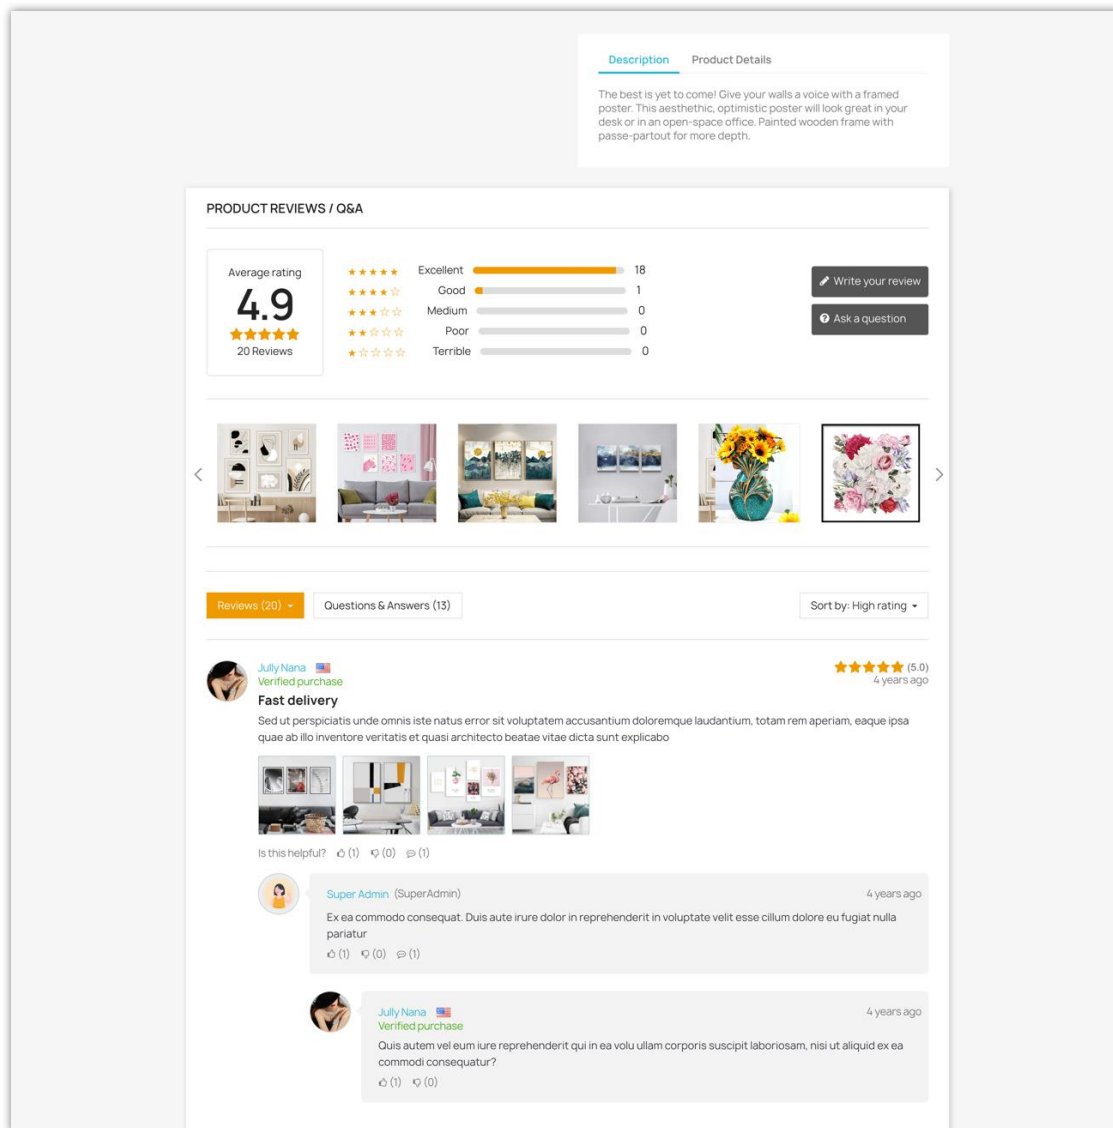 Description Product Details
The best is yet to come! Give your walls a voice with a framed
poster. This aesthethic, optimistic poster will look great in your
desk or in an open-space office. Painted wooden frame with
passe-partout for more depth.
PRODUCT REVIEWS / Q&A
Average rating
4.9
20 Reviews
Excellent 18
Good 1
Medium 0
Poor 0
Terrible 0
Write your review
Ask a question
Reviews (20) Questions & Answers (13) Sort by: High rating
Jully Nana (5.0)
Verified purchase 4 years ago
Fast delivery
Sed ut perspiciatis unde omnis iste natus error sit voluptatem accusantium doloremque laudantium, totam rem aperiam, eaque ipsa
quae ab illo inventore veritatis et quasi architecto beatae vitae dicta sunt explicabo
Is this helpful? (1) (0) (1)
Super Admin (SuperAdmin) 4 years ago
Ex ea commodo consequat. Duis aute irure dolor in reprehenderit in voluptate velit esse cillum dolore eu fugiat nulla
pariatur
(1) (0) (1)
Jully Nana 4 years ago
Verified purchase
Quis autem vel eum iure reprehenderit qui in ea volu ullam corporis suscipit laboriosam, nisi ut aliquid ex ea
commodi consequatur?
(1) (0)